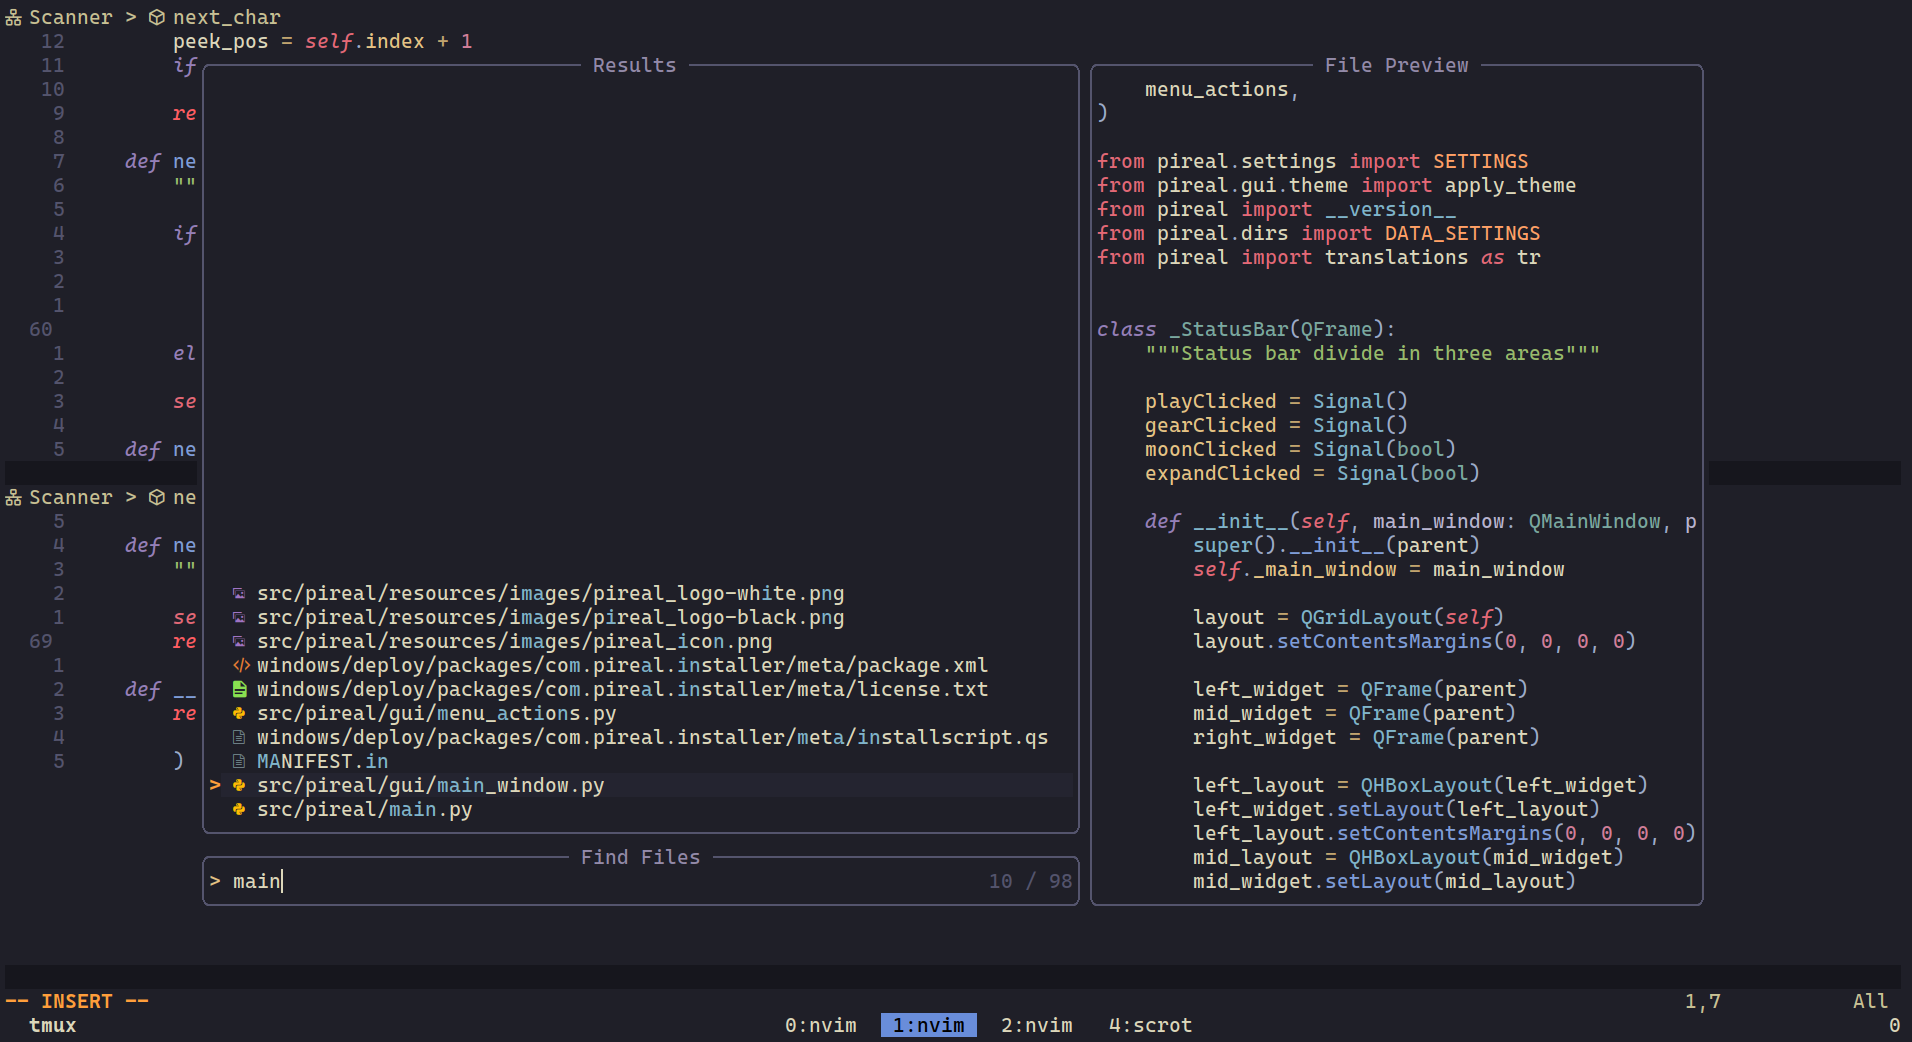 Scanner > next_char
12 peek_pos = self.index + 1
11 if
10
9 re
8
7 def ne
6 ""
5
4 if
3
2
1
60
1 el
2
3 se
4
5 def ne
Scanner > ne
5
4 def ne
3 ""
2
1 se
69 re
1
2 def __
3 re
4
5 )
Results
src/pireal/resources/images/pireal_logo-white.png
src/pireal/resources/images/pireal_logo-black.png
src/pireal/resources/images/pireal_icon.png
windows/deploy/packages/com.pireal.installer/meta/package.xml
windows/deploy/packages/com.pireal.installer/meta/license.txt
src/pireal/gui/menu_actions.py
windows/deploy/packages/com.pireal.installer/meta/installscript.qs
MANIFEST.in
> src/pireal/gui/main_window.py
src/pireal/main.py
Find Files
> main 10 / 98
File Preview
menu_actions,
)
from pireal.settings import SETTINGS
from pireal.gui.theme import apply_theme
from pireal import __version__
from pireal.dirs import DATA_SETTINGS
from pireal import translations as tr
class _StatusBar(QFrame):
"""Status bar divide in three areas"""
playClicked = Signal()
gearClicked = Signal()
moonClicked = Signal(bool)
expandClicked = Signal(bool)
def __init__(self, main_window: QMainWindow, p
super().__init__(parent)
self._main_window = main_window
layout = QGridLayout(self)
layout.setContentsMargins(0, 0, 0, 0)
left_widget = QFrame(parent)
mid_widget = QFrame(parent)
right_widget = QFrame(parent)
left_layout = QHBoxLayout(left_widget)
left_widget.setLayout(left_layout)
left_layout.setContentsMargins(0, 0, 0, 0)
mid_layout = QHBoxLayout(mid_widget)
mid_widget.setLayout(mid_layout)
-- INSERT -- 1,7 All
tmux 0:nvim 1:nvim 2:nvim 4:scrot 0